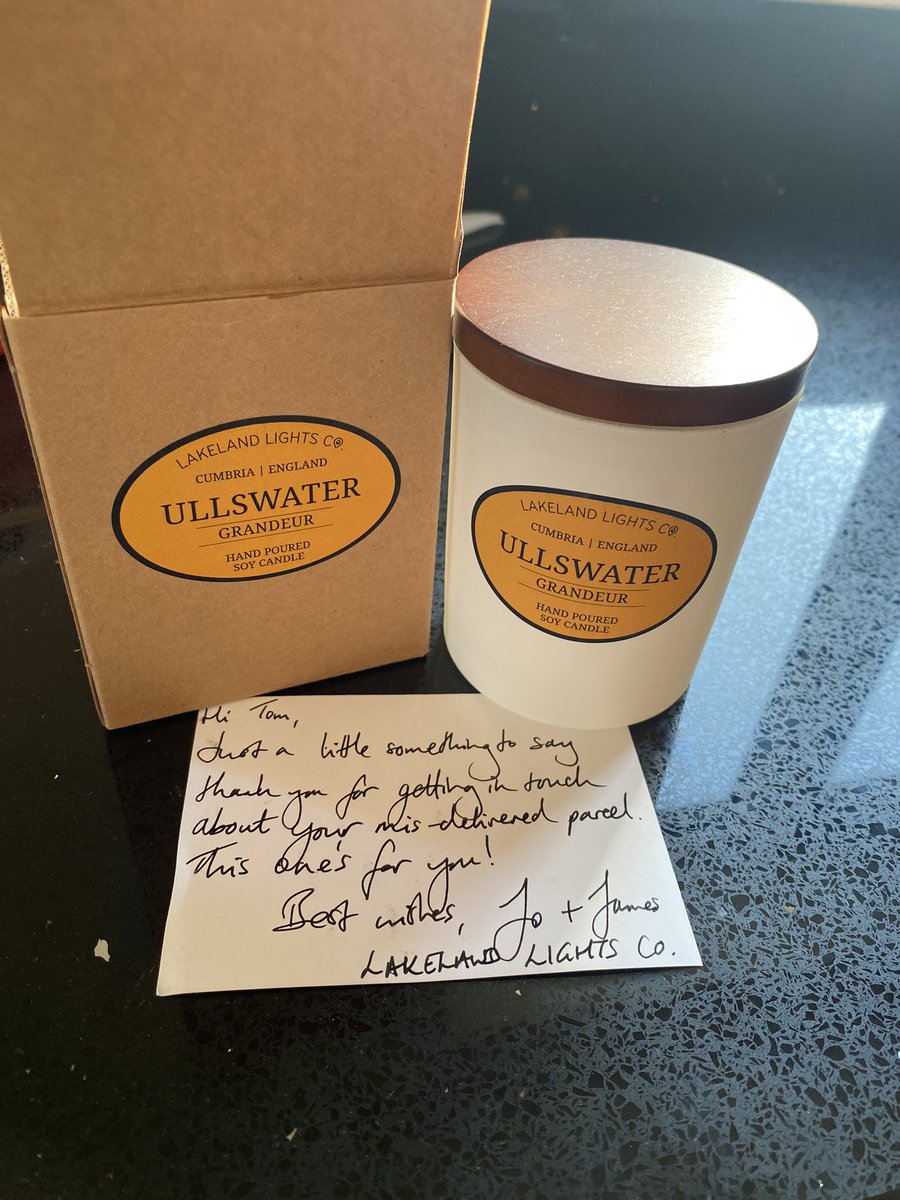 LAKELAND LIGHTS CO.
CUMBRIA | ENGLAND
ULLSWATER
GRANDEUR
HAND POURED
SOY CANDLE
LAKELAND LIGHTS CO.
CUMBRIA | ENGLAND
ULLSWATER
GRANDEUR
HAND POURED
SOY CANDLE
Hi Tom,
Just a little something to say
thank you for getting in touch
about your mis-delivered parcel.
This one's for you!
Best wishes, Jo + James
LAKELAND LIGHTS CO.